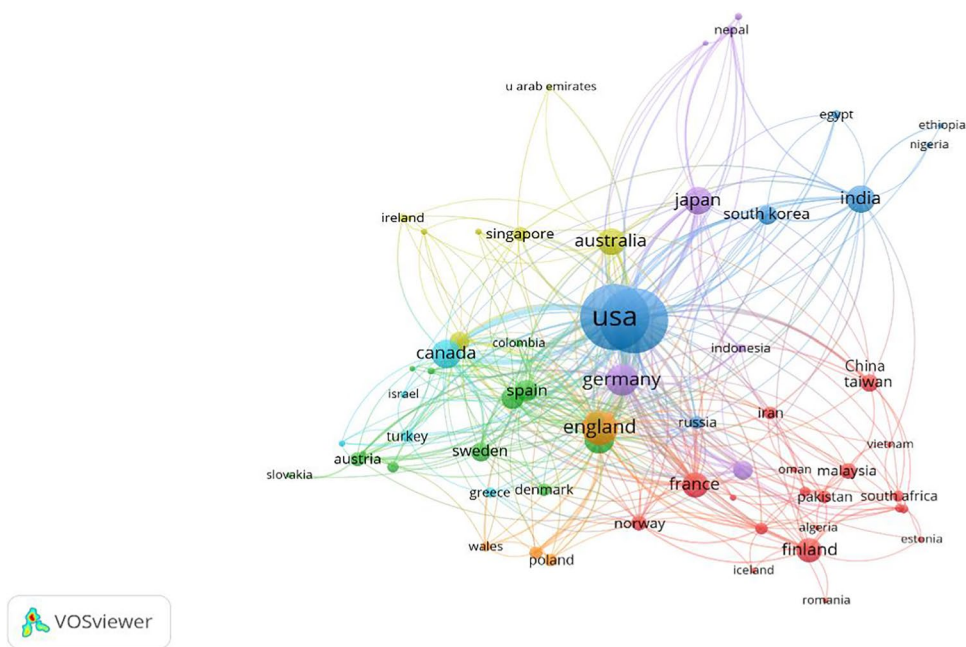 nepal
u arab emirates
egypt
ethiopia
nigeria
japan
india
south korea
ireland
singapore
australia
usa
colombia
indonesia
canada
China
taiwan
germany
israel
spain
iran
russia
england
turkey
vietnam
sweden
austria
oman
malaysia
slovakia
france
greece
denmark
pakistan
south africa
norway
algeria
estonia
wales
finland
poland
iceland
romania
VOSviewer